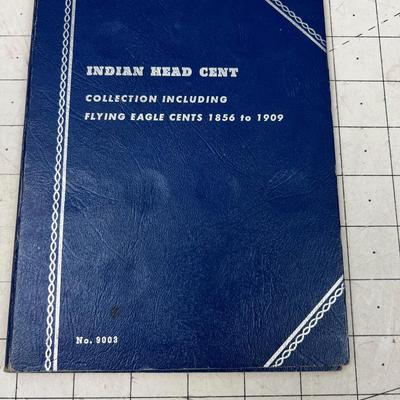 INDIAN HEAD CENT
COLLECTION INCLUDING
FLYING EAGLE CENTS 1856 to 1909
No. 9003